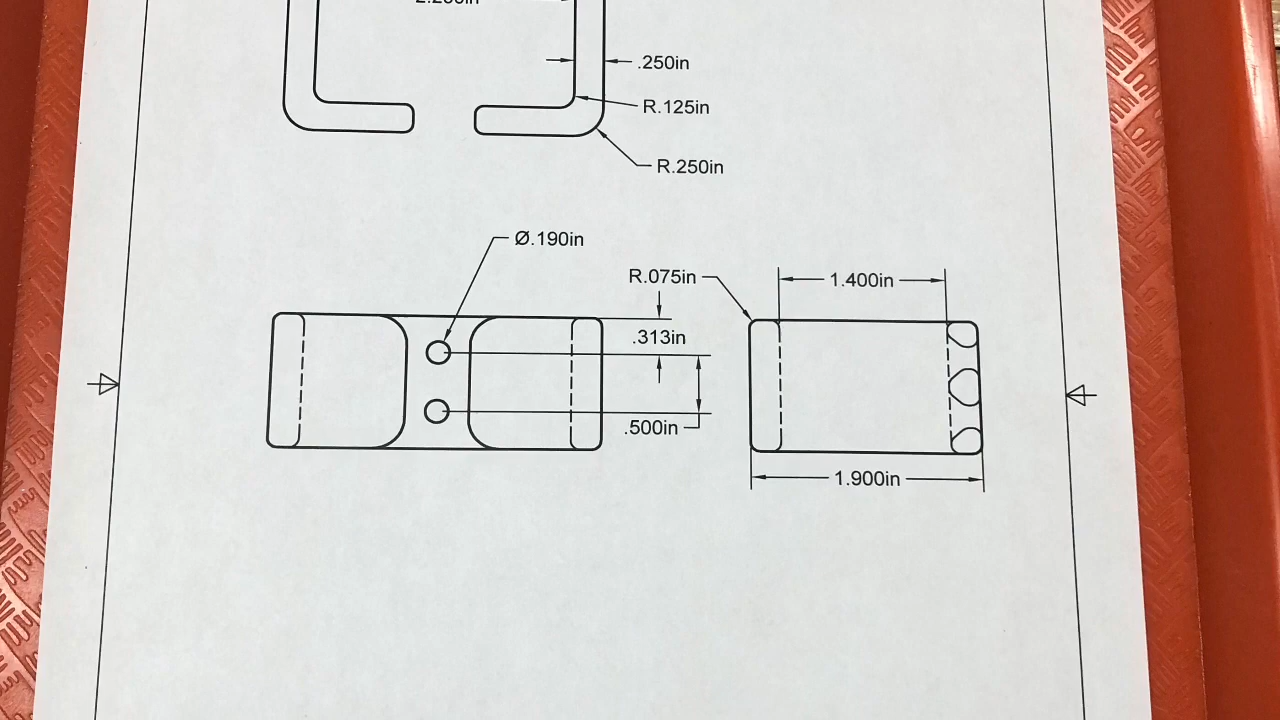 .250in
R.125in
R.250in
Ø.190in
R.075in
1.400in
.313in
.500in
1.900in